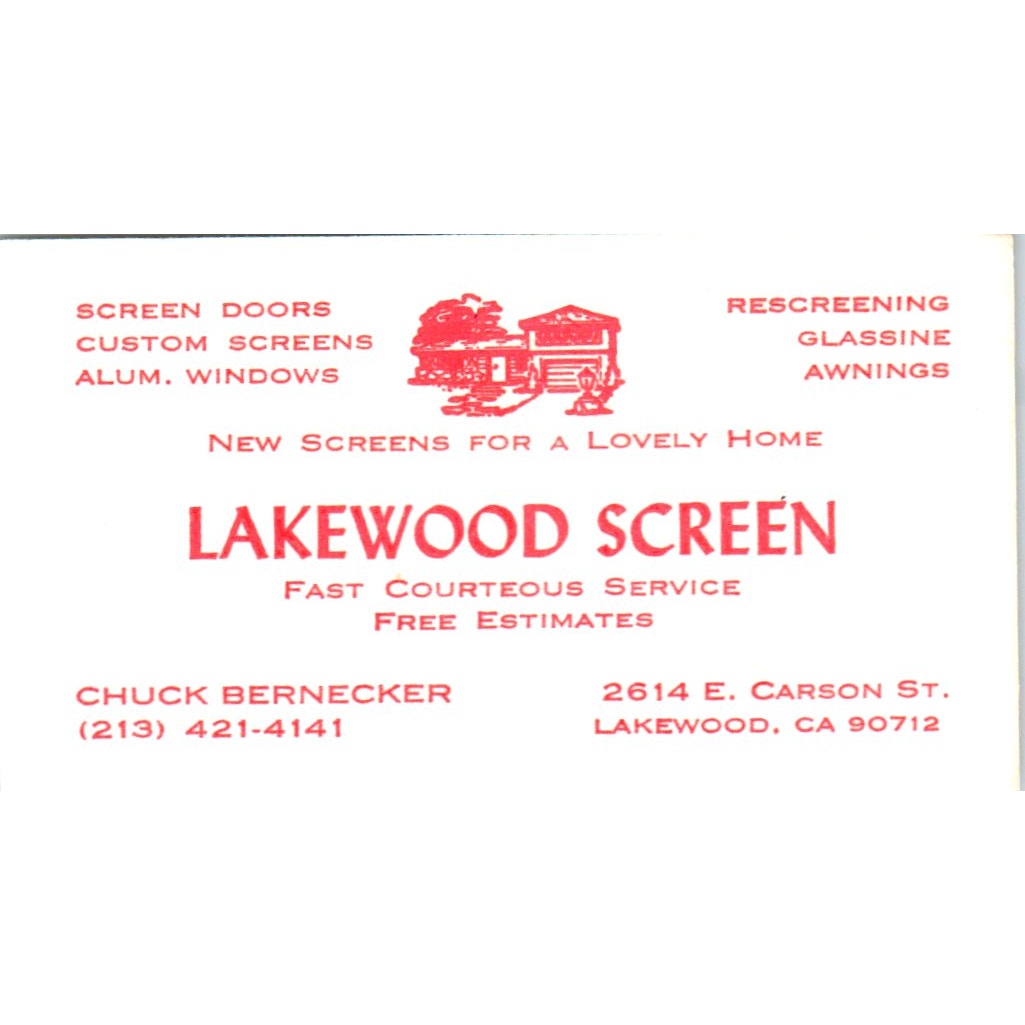 SCREEN DOORS
CUSTOM SCREENS
ALUM. WINDOWS
RESCREENING
GLASSINE
AWNINGS
NEW SCREENS FOR A LOVELY HOME
LAKEWOOD SCREEN
FAST COURTEOUS SERVICE
FREE ESTIMATES
CHUCK BERNECKER
(213) 421-4141
2614 E. CARSON ST.
LAKEWOOD, CA 90712